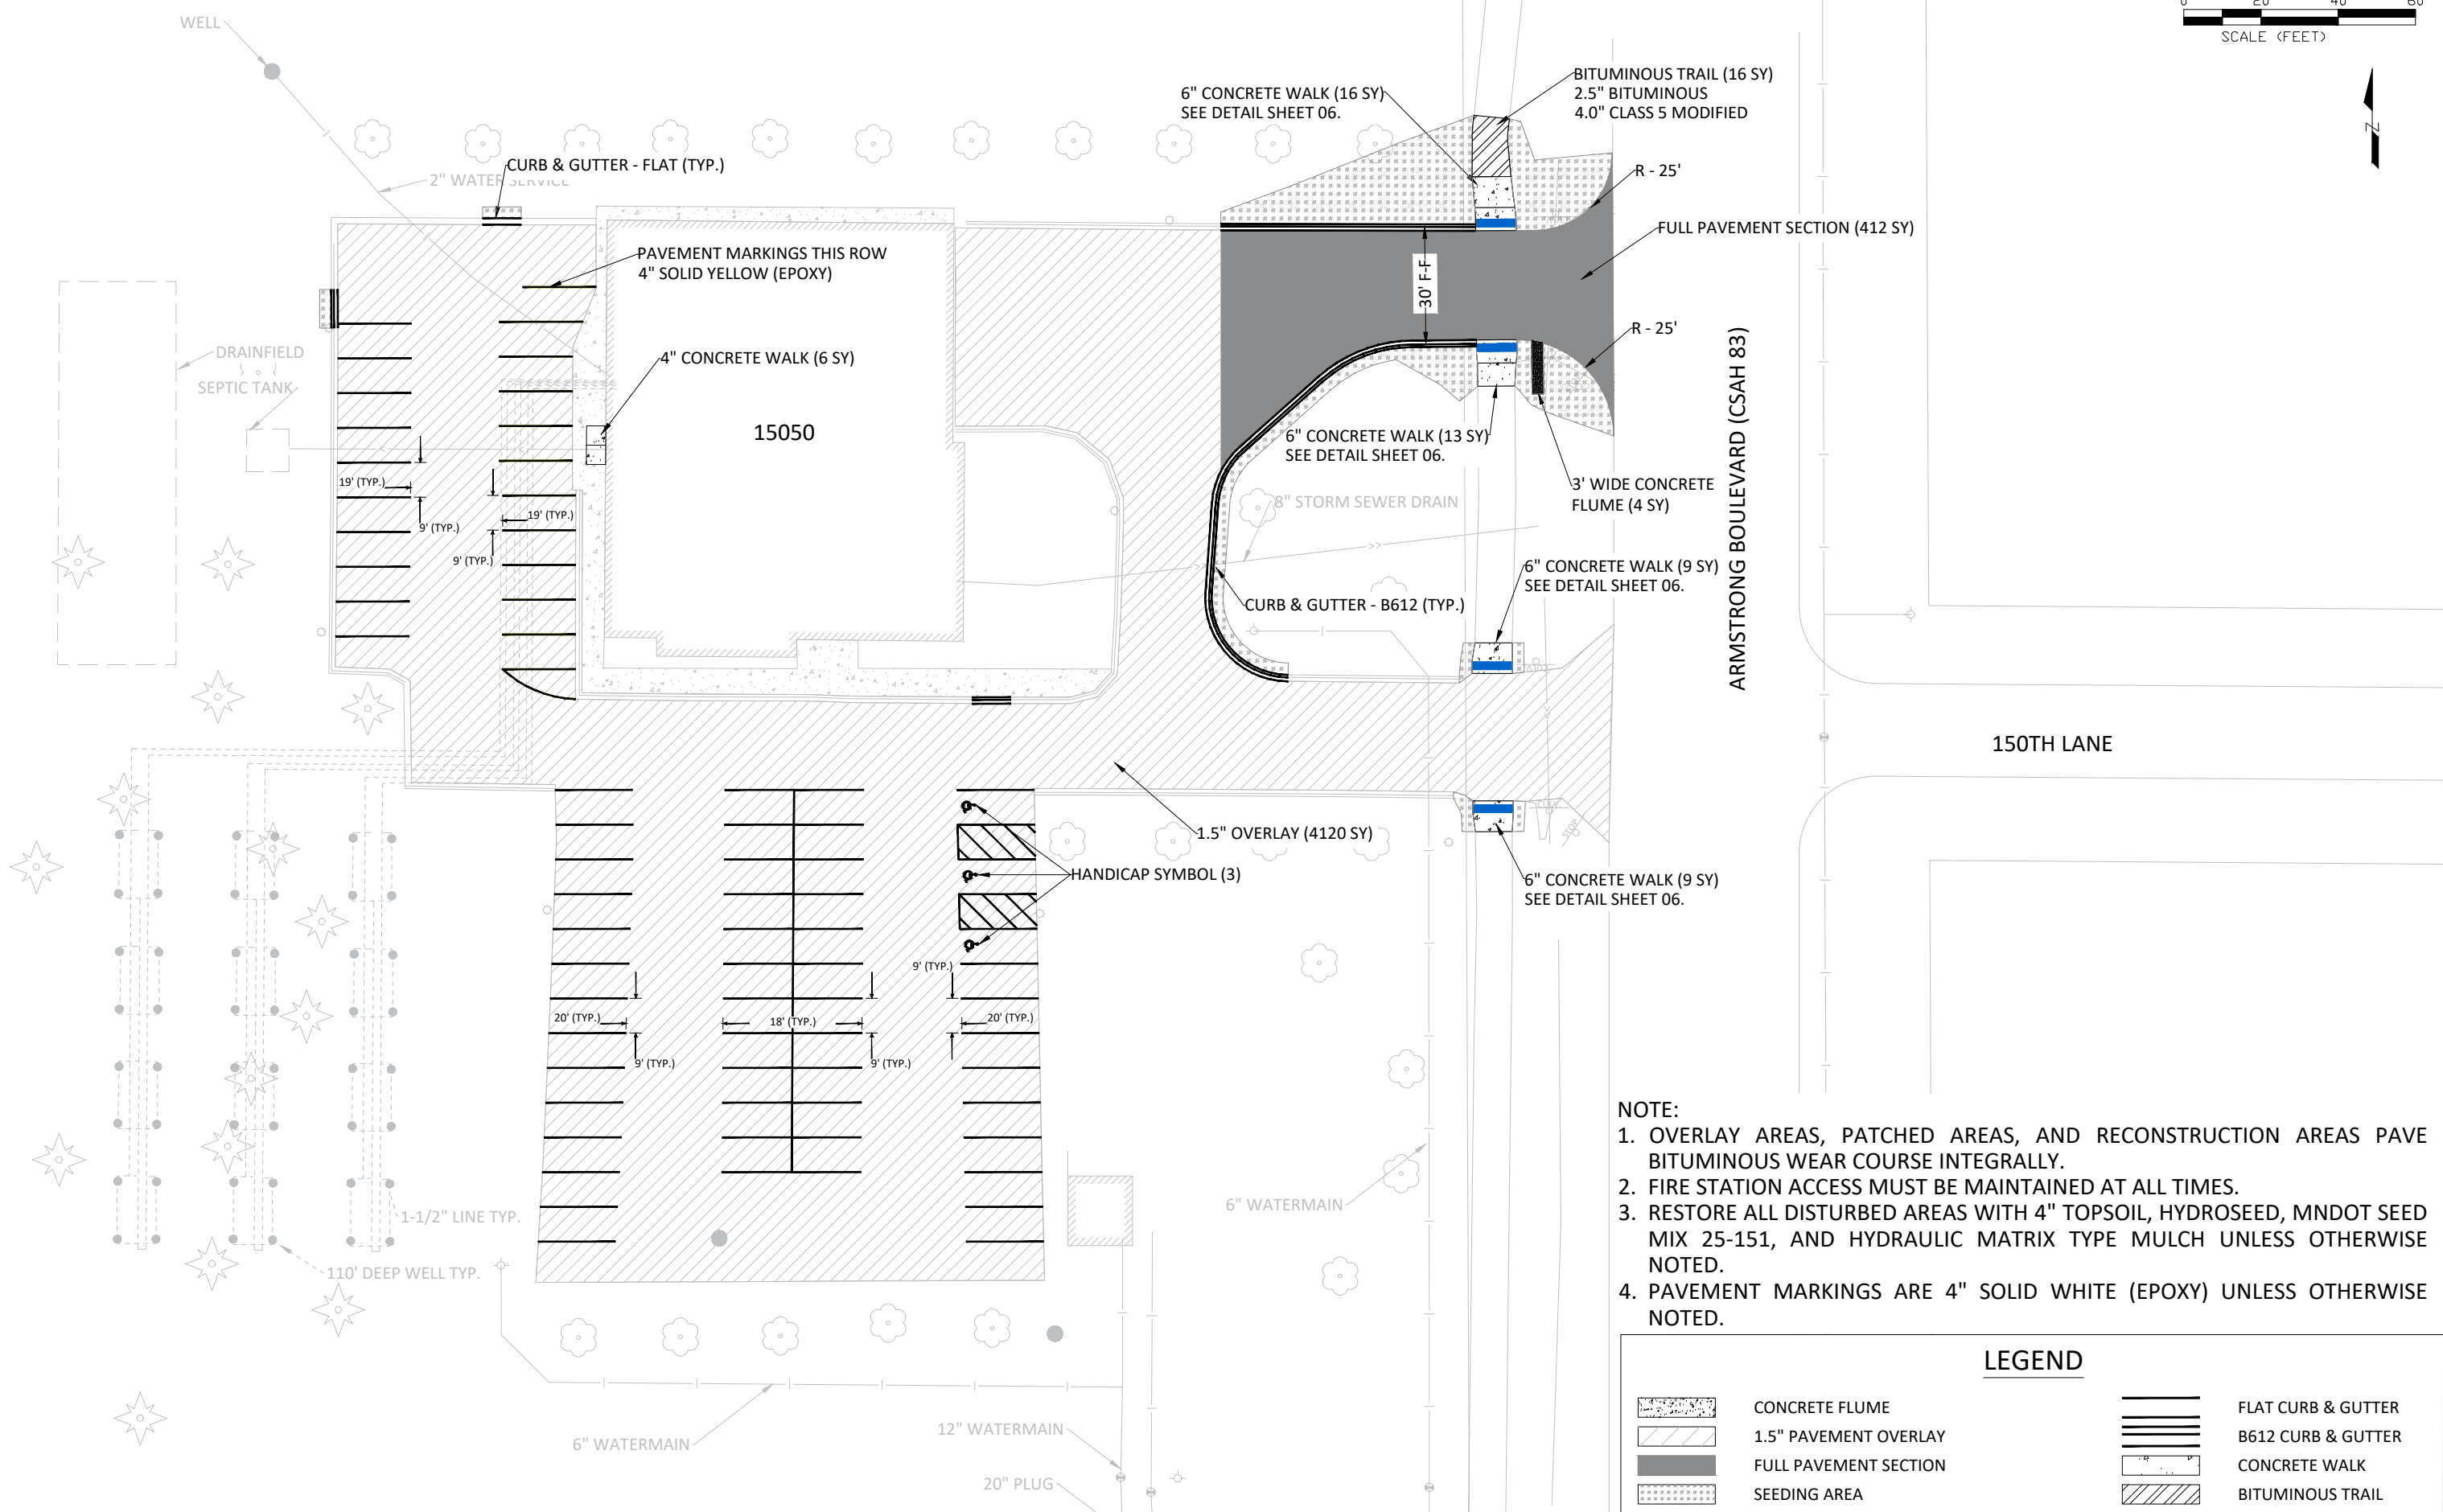 0 20 40 60
SCALE (FEET)
Z
WELL
BITUMINOUS TRAIL (16 SY)
2.5" BITUMINOUS
4.0" CLASS 5 MODIFIED
6" CONCRETE WALK (16 SY)
SEE DETAIL SHEET 06.
CURB & GUTTER - FLAT (TYP.)
2" WATER SERVICE
R - 25'
FULL PAVEMENT SECTION (412 SY)
PAVEMENT MARKINGS THIS ROW
4" SOLID YELLOW (EPOXY)
30' F-F
R - 25'
DRAINFIELD
SEPTIC TANK
4" CONCRETE WALK (6 SY)
15050
ARMSTRONG BOULEVARD (CSAH 83)
6" CONCRETE WALK (13 SY)
SEE DETAIL SHEET 06.
19' (TYP.)
9' (TYP.)
19' (TYP.)
9' (TYP.)
8" STORM SEWER DRAIN
3' WIDE CONCRETE
FLUME (4 SY)
6" CONCRETE WALK (9 SY)
SEE DETAIL SHEET 06.
CURB & GUTTER - B612 (TYP.)
150TH LANE
1.5" OVERLAY (4120 SY)
STOP
HANDICAP SYMBOL (3)
6" CONCRETE WALK (9 SY)
SEE DETAIL SHEET 06.
9' (TYP.)
20' (TYP.)
18' (TYP.)
20' (TYP.)
9' (TYP.)
9' (TYP.)
NOTE:
1. OVERLAY AREAS, PATCHED AREAS, AND RECONSTRUCTION AREAS PAVE
BITUMINOUS WEAR COURSE INTEGRALLY.
2. FIRE STATION ACCESS MUST BE MAINTAINED AT ALL TIMES.
3. RESTORE ALL DISTURBED AREAS WITH 4" TOPSOIL, HYDROSEED, MNDOT SEED
MIX 25-151, AND HYDRAULIC MATRIX TYPE MULCH UNLESS OTHERWISE
NOTED.
4. PAVEMENT MARKINGS ARE 4" SOLID WHITE (EPOXY) UNLESS OTHERWISE
NOTED.
1-1/2" LINE TYP.
110' DEEP WELL TYP.
6" WATERMAIN
6" WATERMAIN
12" WATERMAIN
20" PLUG
LEGEND
CONCRETE FLUME
1.5" PAVEMENT OVERLAY
FULL PAVEMENT SECTION
SEEDING AREA
FLAT CURB & GUTTER
B612 CURB & GUTTER
CONCRETE WALK
BITUMINOUS TRAIL